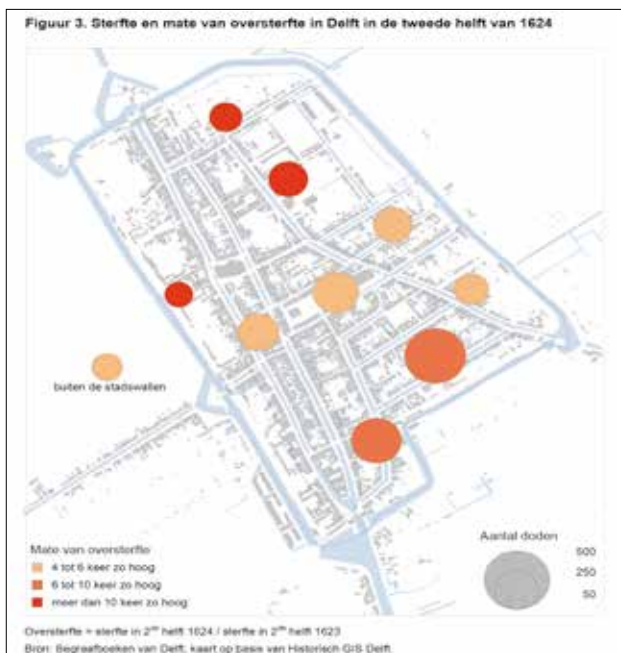 Figuur 3. Sterfte en mate van oversterfte in Delft in de tweede helft van 1624
buiten de stadswallen
Mate van oversterfte
4 tot 6 keer zo hoog
6 tot 10 keer zo hoog
meer dan 10 keer zo hoog
Aantal doden
500
250
50
Oversterfte = sterfte in 2de helft 1624 / sterfte in 2de helft 1623
Bron: Begraafboeken van Delft; kaart op basis van Historisch GIS Delft.